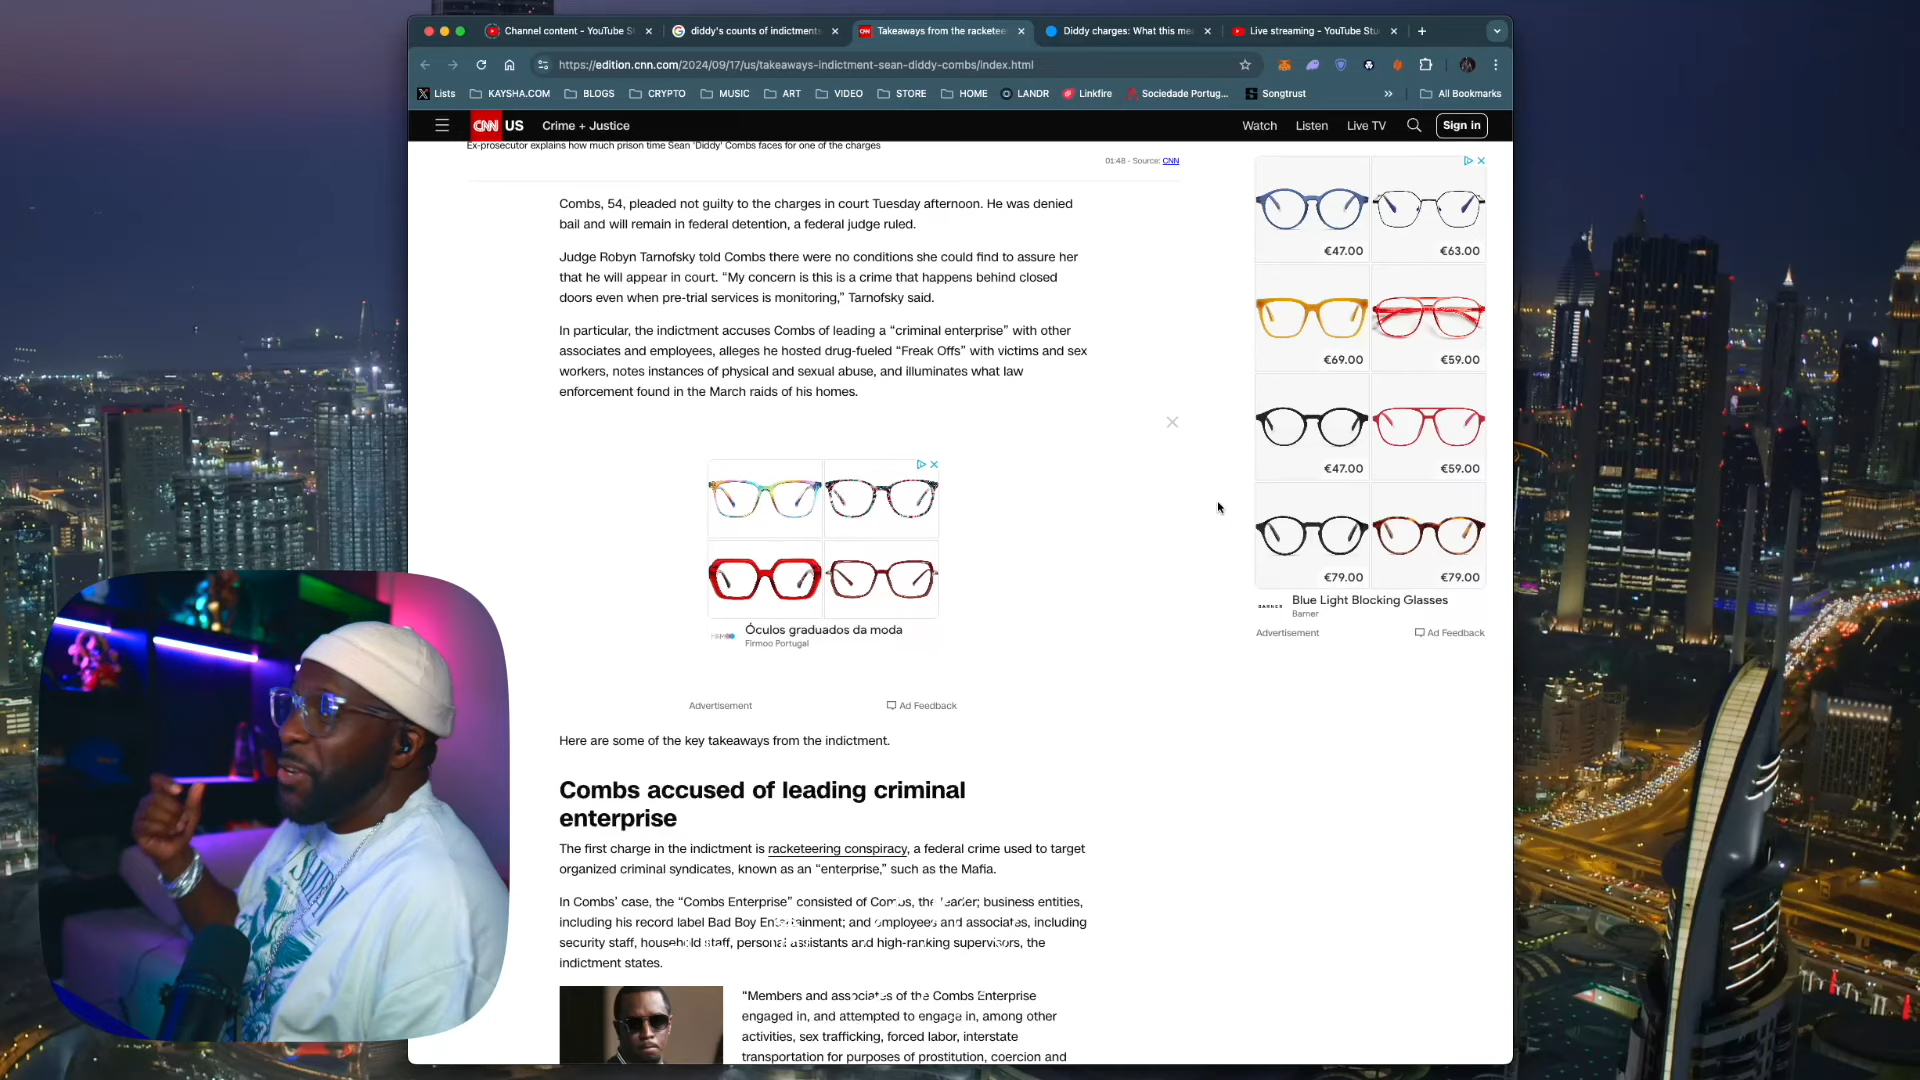 Channel content - YouTube St
diddy's counts of indictments
Takeaways from the racketee
Diddy charges: What this me
Live streaming - YouTube Stu
https://edition.cnn.com/2024/09/17/us/takeaways-indictment-sean-diddy-combs/index.html
Lists KAYSHA.COM BLOGS CRYPTO MUSIC ART VIDEO STORE HOME LANDR Linkfire Sociedade Portug... Songtrust » All Bookmarks
CNN US Crime + Justice Watch Listen Live TV Sign in
Ex-prosecutor explains how much prison time Sean 'Diddy' Combs faces for one of the charges
01:48 - Source: CNN
Combs, 54, pleaded not guilty to the charges in court Tuesday afternoon. He was denied
bail and will remain in federal detention, a federal judge ruled.
Judge Robyn Tarnofsky told Combs there were no conditions she could find to assure her
that he will appear in court. “My concern is this is a crime that happens behind closed
doors even when pre-trial services is monitoring,” Tarnofsky said.
In particular, the indictment accuses Combs of leading a “criminal enterprise” with other
associates and employees, alleges he hosted drug-fueled “Freak Offs” with victims and sex
workers, notes instances of physical and sexual abuse, and illuminates what law
enforcement found in the March raids of his homes.
Óculos graduados da moda
Firmoo Portugal
Advertisement Ad Feedback
Here are some of the key takeaways from the indictment.
Combs accused of leading criminal
enterprise
The first charge in the indictment is racketeering conspiracy, a federal crime used to target
organized criminal syndicates, known as an “enterprise,” such as the Mafia.
In Combs’ case, the “Combs Enterprise” consisted of Combs, the leader; business entities,
including his record label Bad Boy Entertainment; and employees and associates, including
security staff, household staff, personal assistants and high-ranking supervisors, the
indictment states.
“Members and associates of the Combs Enterprise
engaged in, and attempted to engage in, among other
activities, sex trafficking, forced labor, interstate
transportation for purposes of prostitution, coercion and
€47.00 €63.00
€69.00 €59.00
€47.00 €59.00
€79.00 €79.00
BARNER
Blue Light Blocking Glasses
Barner
Advertisement Ad Feedback